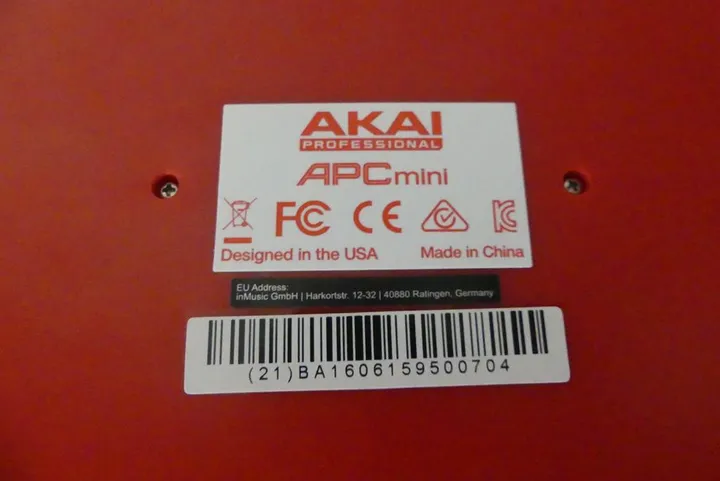 AKAI
PROFESSIONAL
APCmini
FC CE KC
Designed in the USA Made in China
EU Address:
inMusic GmbH | Harkortstr. 12-32 | 40880 Ratingen, Germany
(21)BA1606159500704